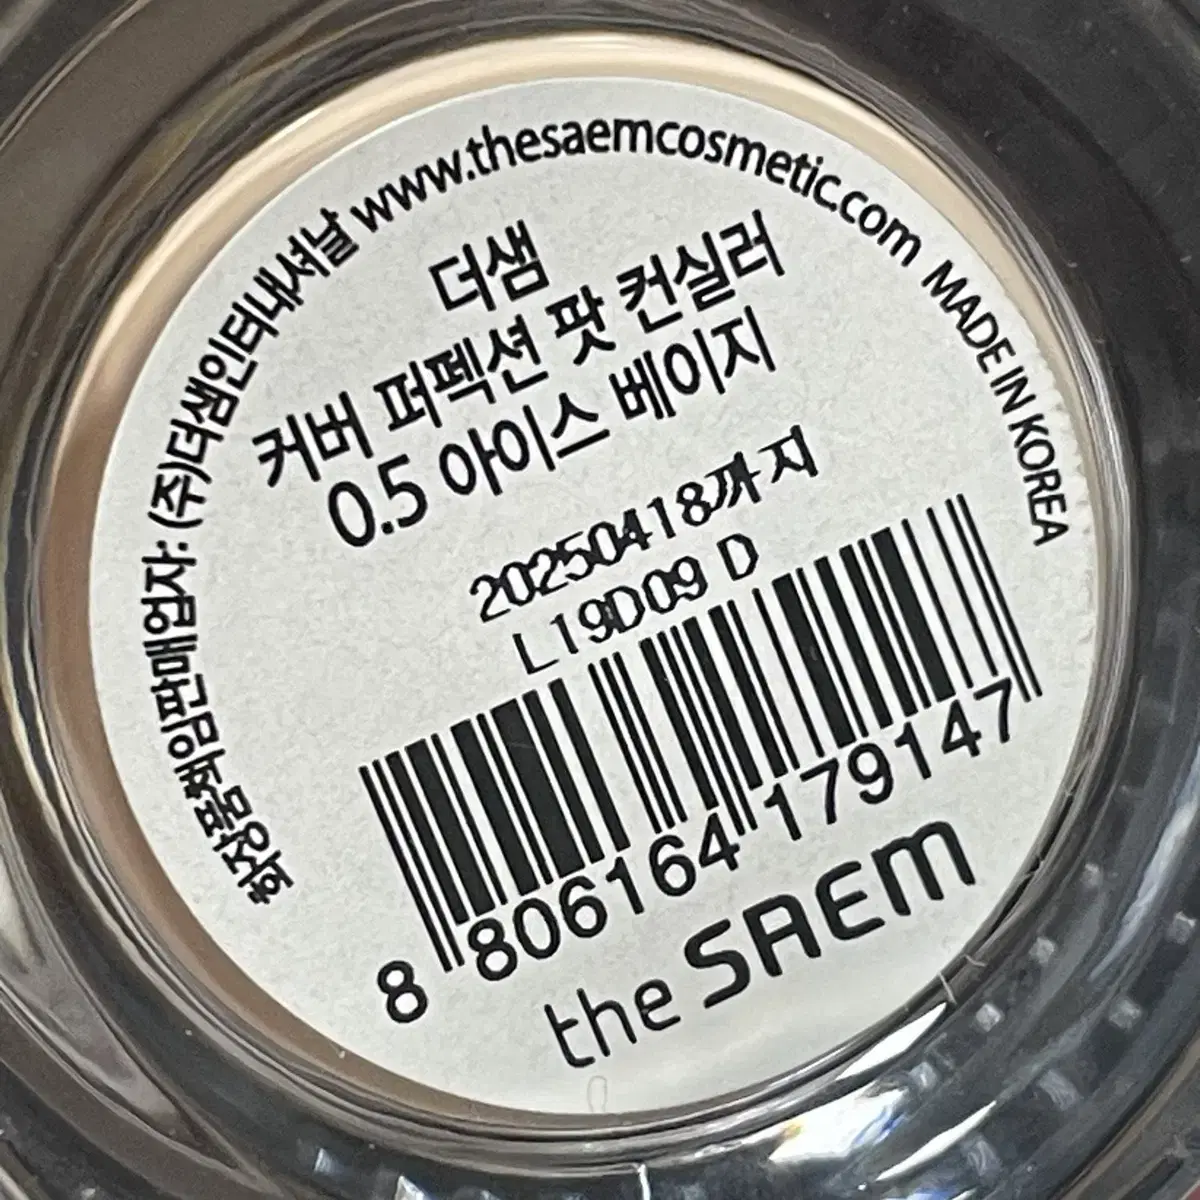 화장품책임판매업자: (주)더샘인터내셔날 www.thesaemcosmetic.com MADE IN KOREA
더샘
커버 퍼펙션 팟 컨실러
0.5 아이스 베이지
20250418까지
L19D09 D
8 806164 179147
the SAEM